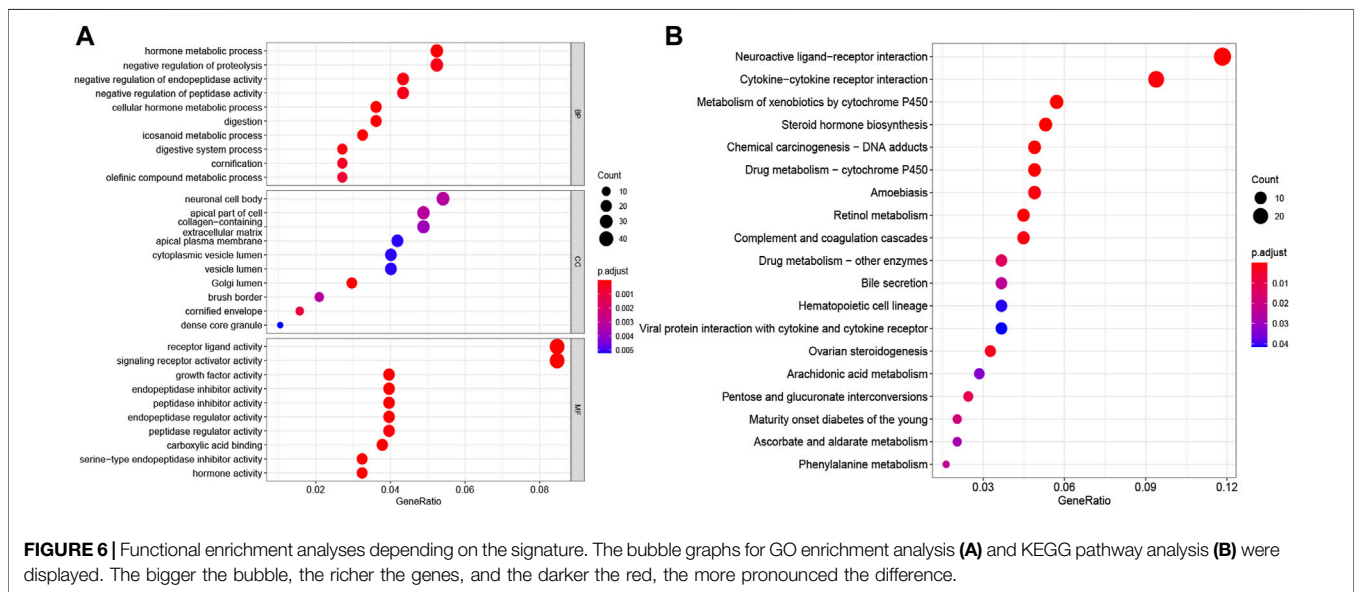 A
hormone metabolic process
negative regulation of proteolysis
negative regulation of endopeptidase activity
negative regulation of peptidase activity
cellular hormone metabolic process
digestion
icosanoid metabolic process
digestive system process
cornification
olefinic compound metabolic process
BP
neuronal cell body
apical part of cell
collagen-containing
extracellular matrix
apical plasma membrane
cytoplasmic vesicle lumen
vesicle lumen
Golgi lumen
brush border
cornified envelope
dense core granule
CC
receptor ligand activity
signaling receptor activator activity
growth factor activity
endopeptidase inhibitor activity
peptidase inhibitor activity
endopeptidase regulator activity
peptidase regulator activity
carboxylic acid binding
serine-type endopeptidase inhibitor activity
hormone activity
MF
0.02 0.04 0.06 0.08
GeneRatio
Count
10
20
30
40
p.adjust
0.001
0.002
0.003
0.004
0.005
B
Neuroactive ligand-receptor interaction
Cytokine-cytokine receptor interaction
Metabolism of xenobiotics by cytochrome P450
Steroid hormone biosynthesis
Chemical carcinogenesis - DNA adducts
Drug metabolism - cytochrome P450
Amoebiasis
Retinol metabolism
Complement and coagulation cascades
Drug metabolism - other enzymes
Bile secretion
Hematopoietic cell lineage
Viral protein interaction with cytokine and cytokine receptor
Ovarian steroidogenesis
Arachidonic acid metabolism
Pentose and glucuronate interconversions
Maturity onset diabetes of the young
Ascorbate and aldarate metabolism
Phenylalanine metabolism
0.03 0.06 0.09 0.12
GeneRatio
Count
10
20
p.adjust
0.01
0.02
0.03
0.04
FIGURE 6 | Functional enrichment analyses depending on the signature. The bubble graphs for GO enrichment analysis (A) and KEGG pathway analysis (B) were
displayed. The bigger the bubble, the richer the genes, and the darker the red, the more pronounced the difference.